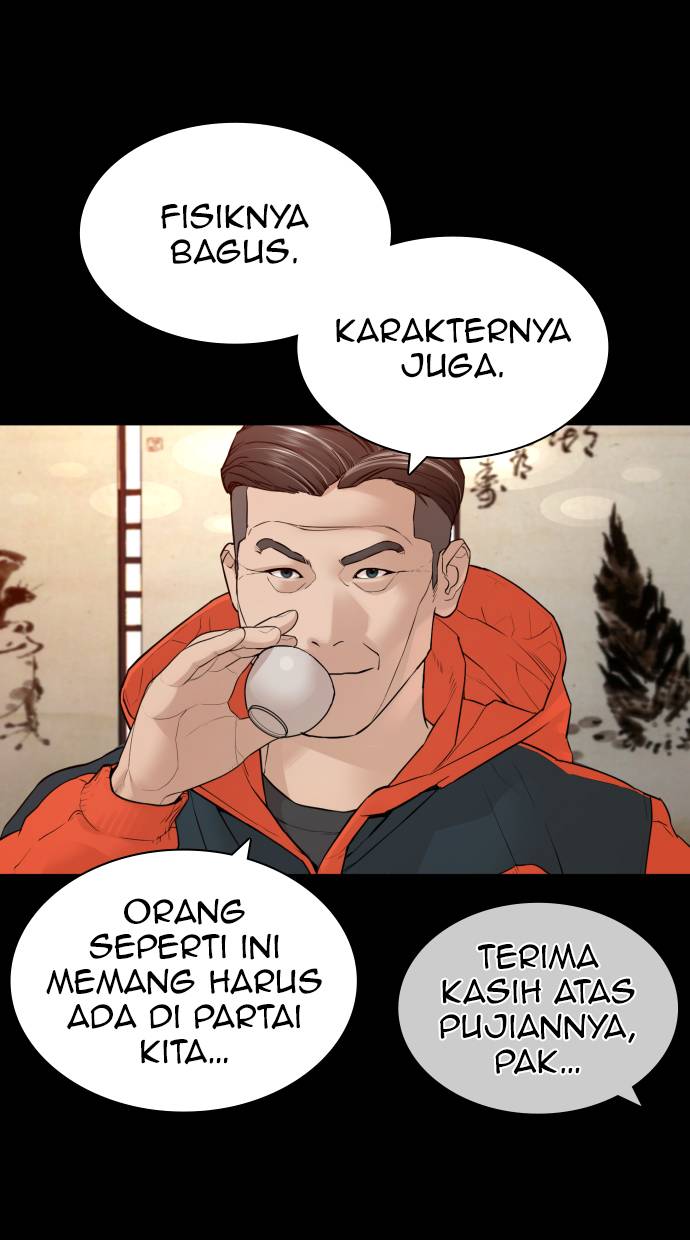 FISIKNYA
BAGUS.
KARAKTERNYA
JUGA.
ORANG
SEPERTI INI
MEMANG HARUS
ADA DI PARTAI
KITA...
TERIMA
KASIH ATAS
PUJIANNYA,
PAK...